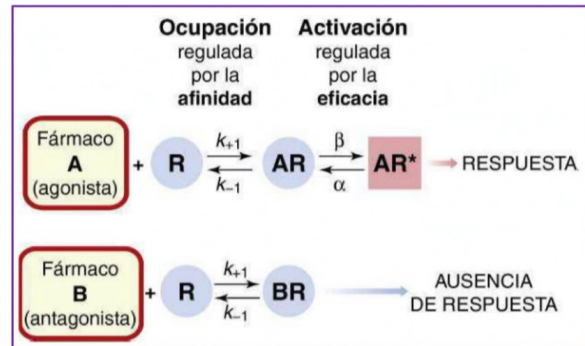 Ocupación
regulada
por la
afinidad
Activación
regulada
por la
eficacia
Fármaco
A
(agonista)
+
R
k+1
k−1
AR
β
α
AR*
RESPUESTA
Fármaco
B
(antagonista)
+
R
k+1
k−1
BR
AUSENCIA
DE RESPUESTA